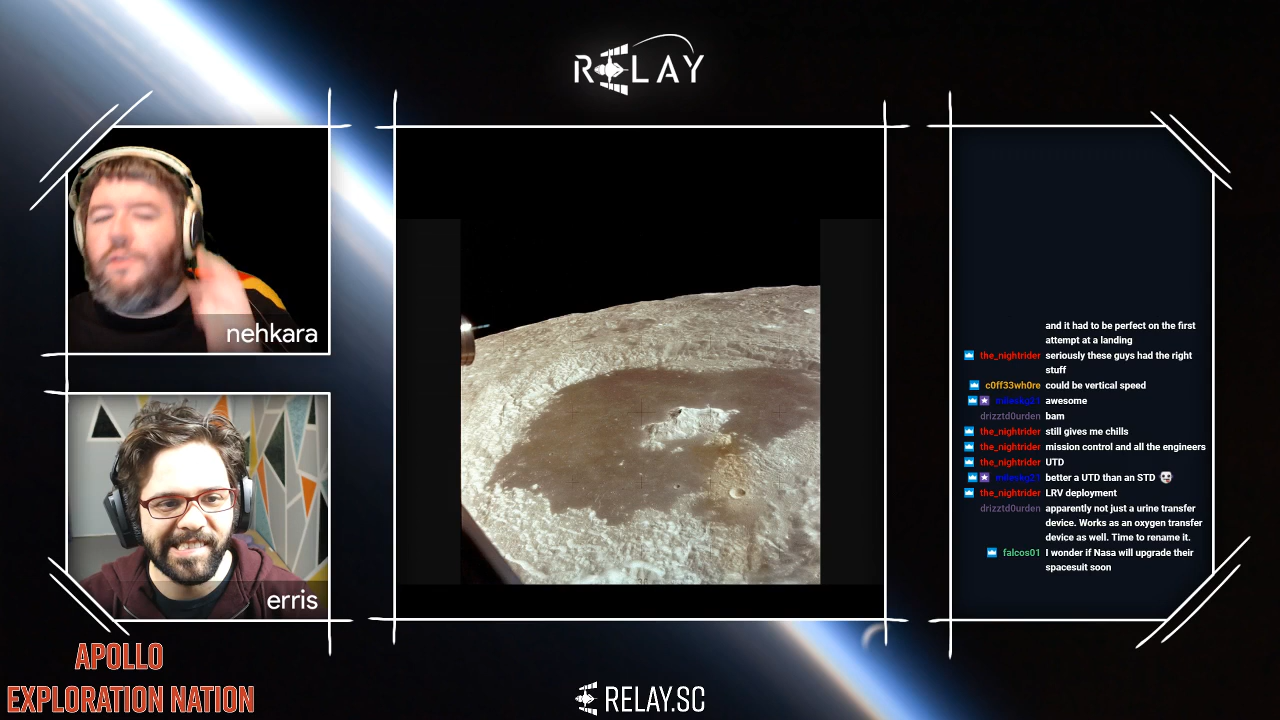 RELAY
nehkara
erris
and it had to be perfect on the first
attempt at a landing
the_nightrider seriously these guys had the right
stuff
c0ff33wh0re could be vertical speed
mileskg21 awesome
drizztd0urden bam
the_nightrider still gives me chills
the_nightrider mission control and all the engineers
the_nightrider UTD
mileskg21 better a UTD than an STD
the_nightrider LRV deployment
drizztd0urden apparently not just a urine transfer
device. Works as an oxygen transfer
device as well. Time to rename it.
falcos01 I wonder if Nasa will upgrade their
spacesuit soon
APOLLO
EXPLORATION NATION
RELAY.SC